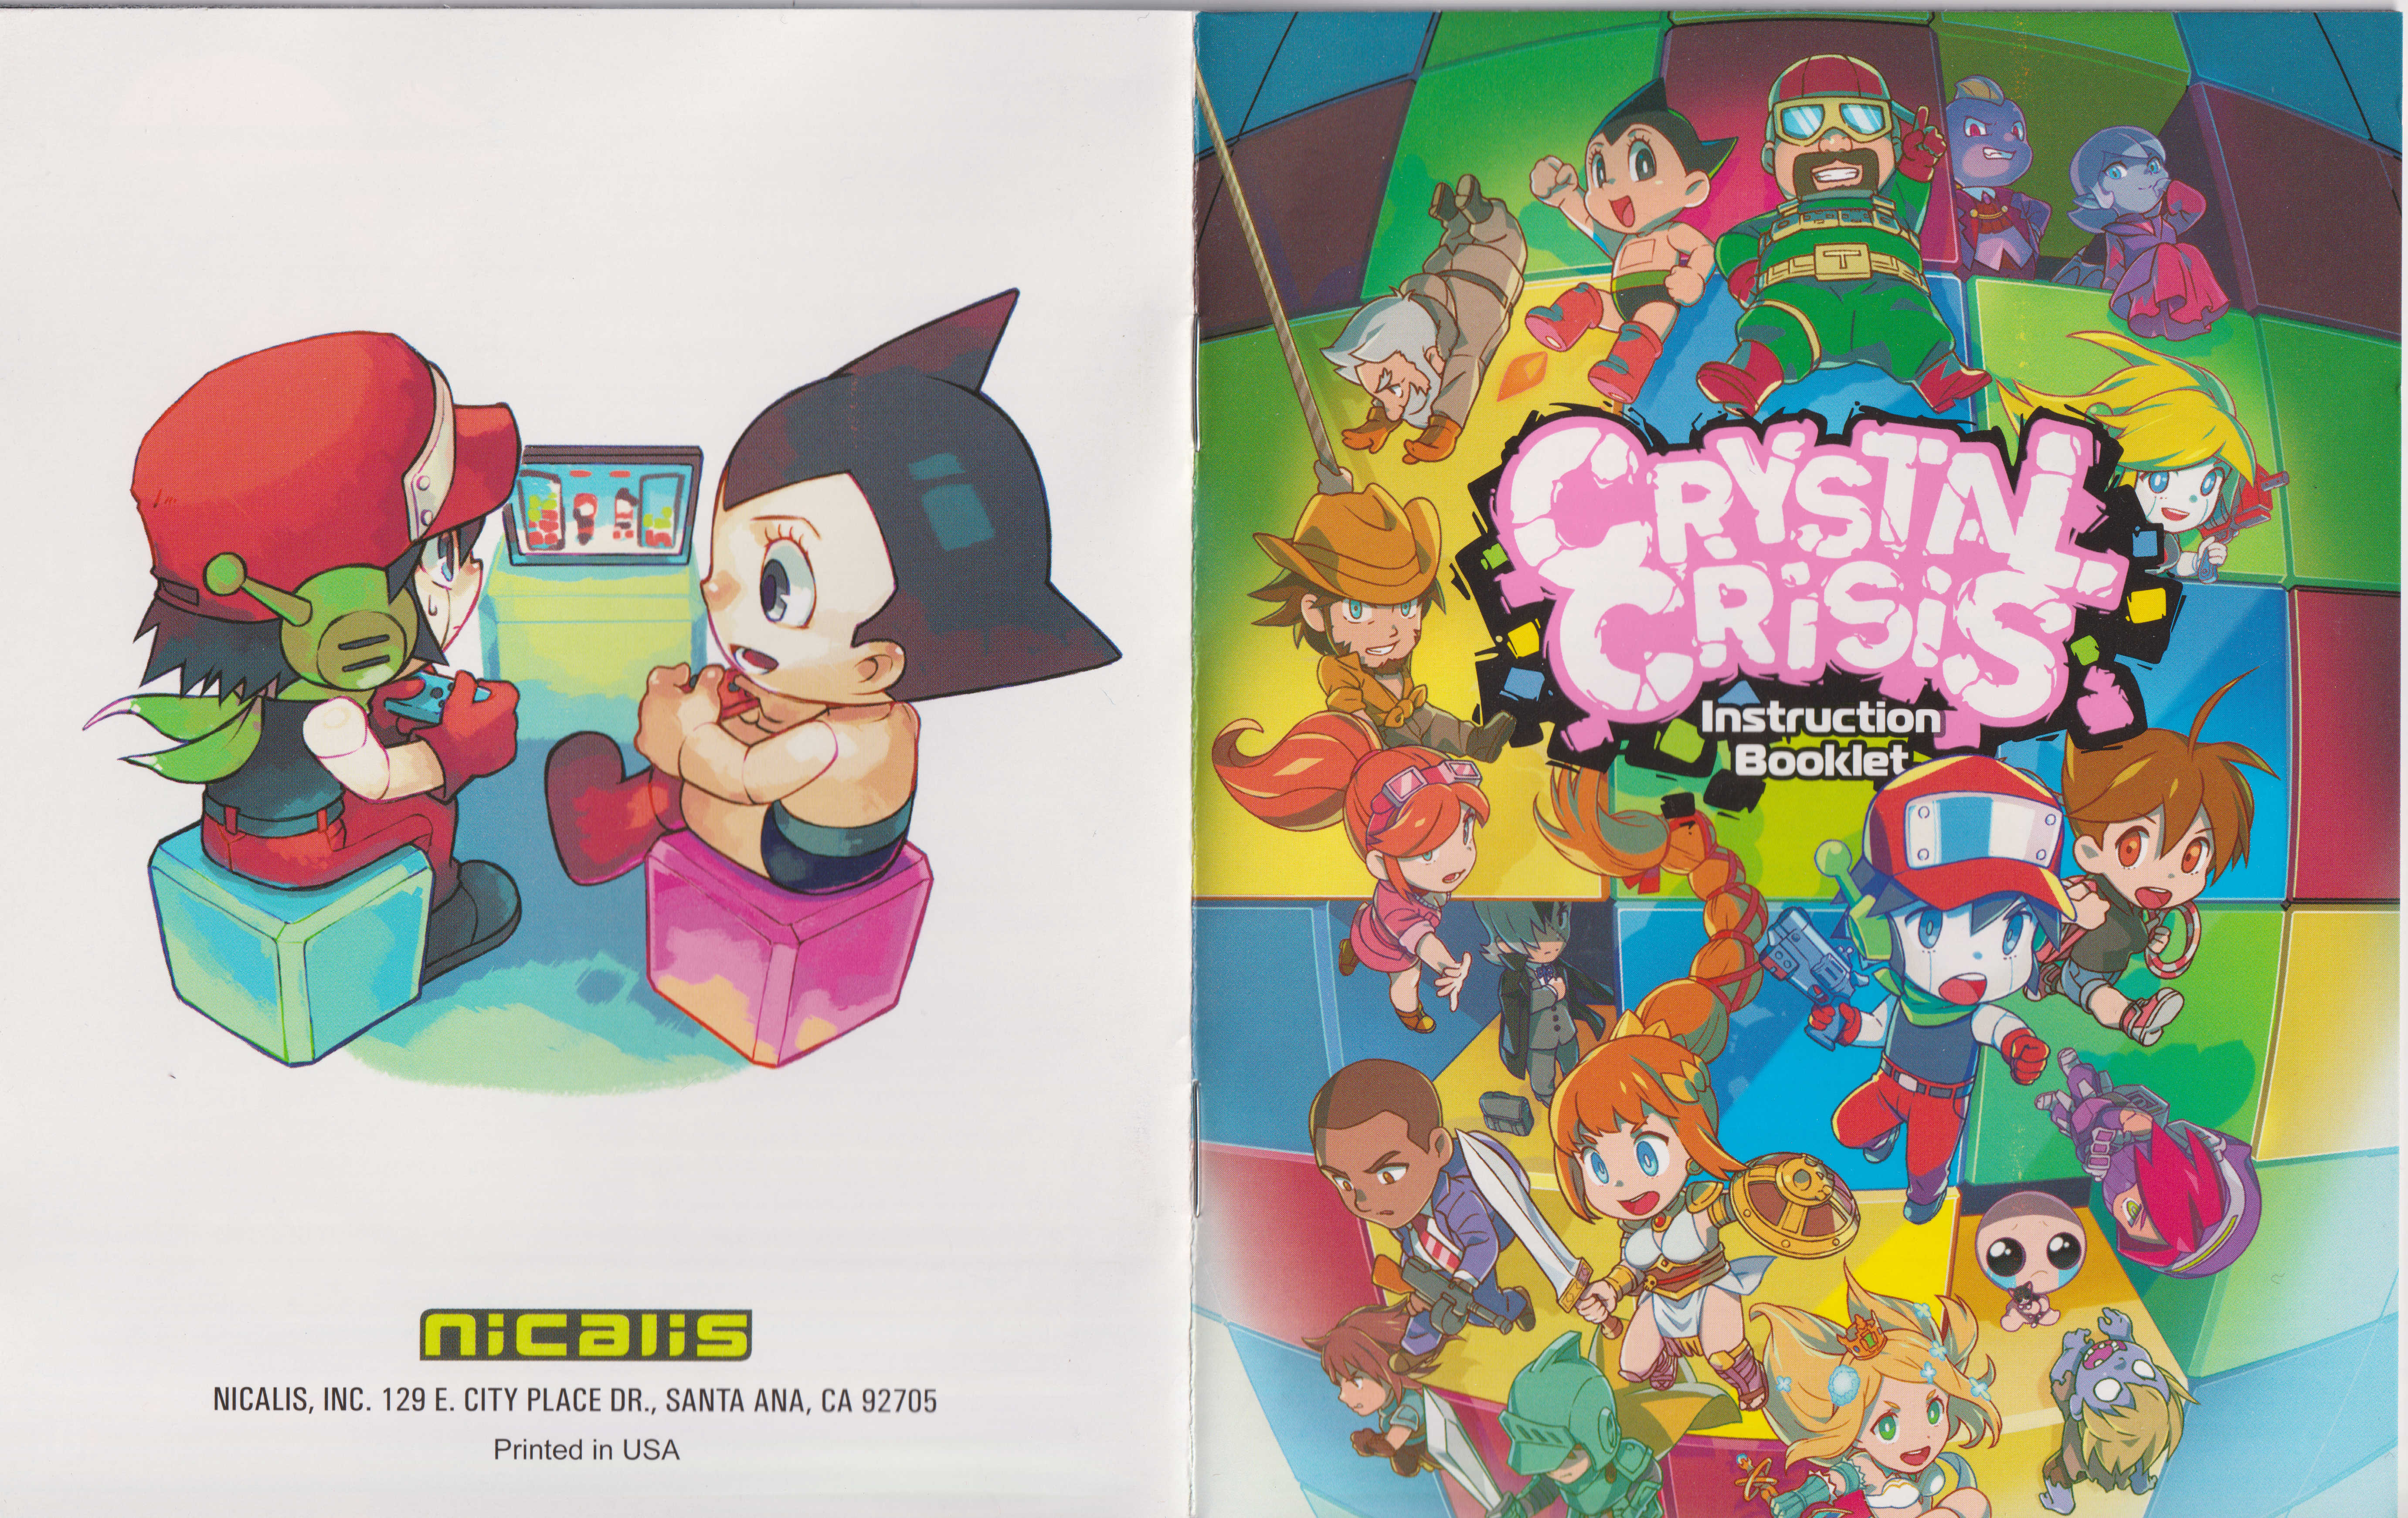 CRYSTAL
CRISIS
Instruction
Booklet
T
nicalis
NICALIS, INC. 129 E. CITY PLACE DR., SANTA ANA, CA 92705
Printed in USA